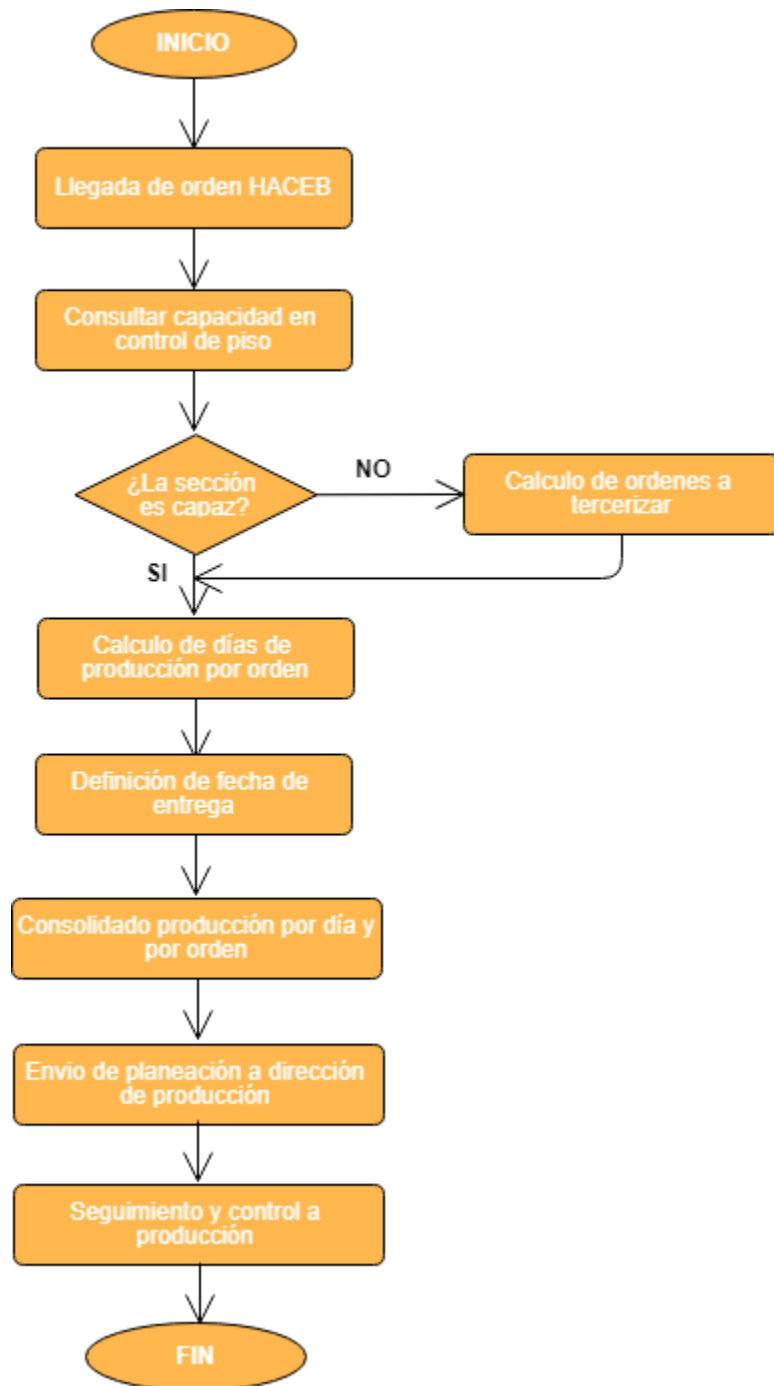 INICIO
Llegada de orden HACEB
Consultar capacidad en
control de piso
¿La sección
es capaz?
NO
Calculo de ordenes a
tercerizar
SI
Calculo de días de
producción por orden
Definición de fecha de
entrega
Consolidado producción por día y
por orden
Envio de planeación a dirección
de producción
Seguimiento y control a
producción
FIN